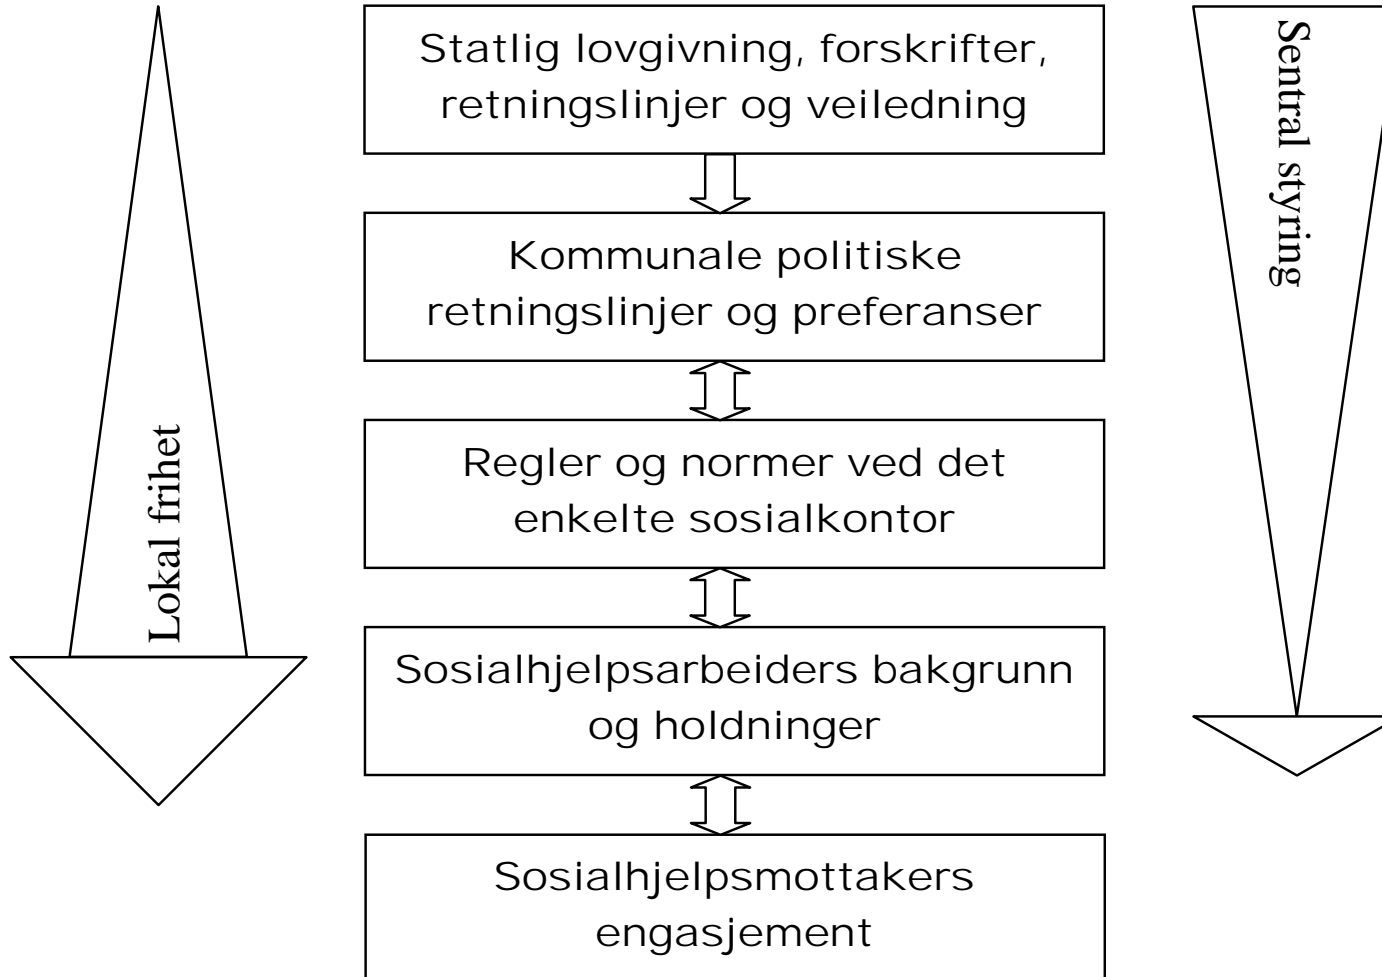 Statlig lovgivning, forskrifter,
retningslinjer og veiledning
Kommunale politiske
retningslinjer og preferanser
Regler og normer ved det
enkelte sosialkontor
Sosialhjelpsarbeiders bakgrunn
og holdninger
Sosialhjelpsmottakers
engasjement
Lokal frihet
Sentral styring